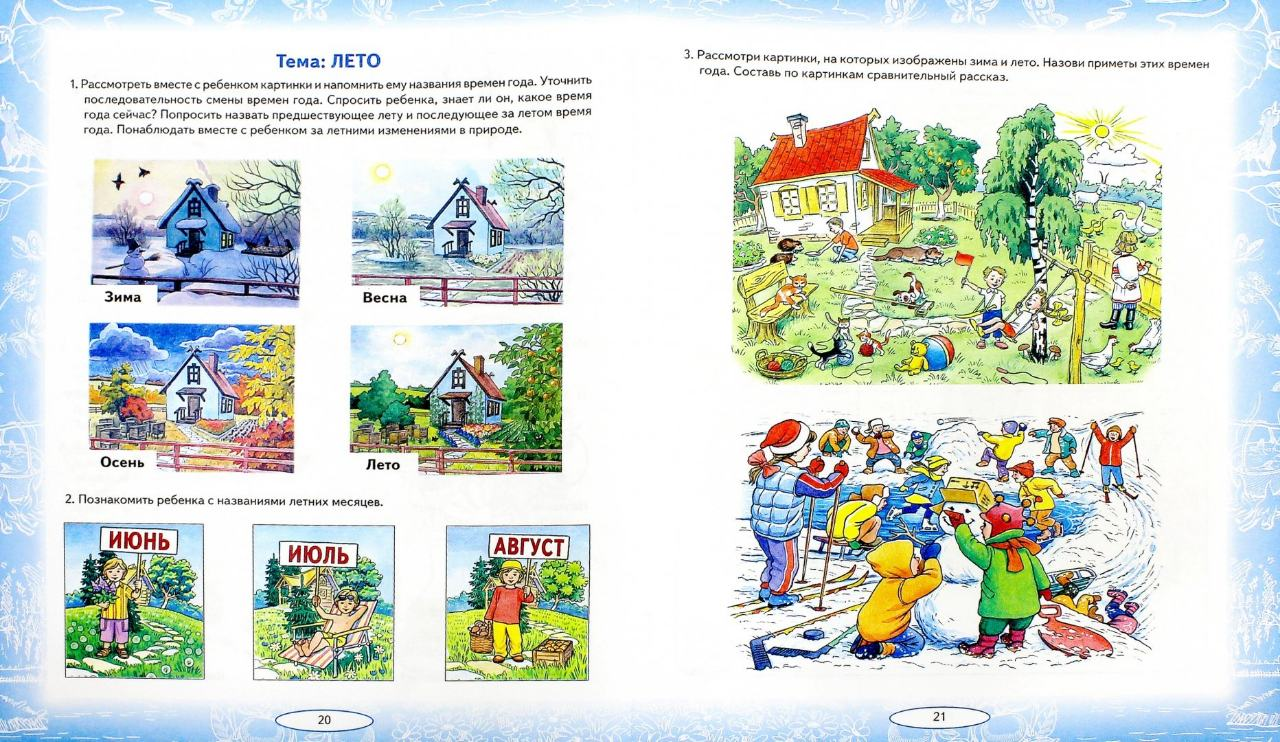 Тема: ЛЕТО
1. Рассмотреть вместе с ребенком картинки и напомнить ему названия времен года. Уточнить
последовательность смены времен года. Спросить ребенка, знает ли он, какое время
года сейчас? Попросить назвать предшествующее лету и последующее за летом время
года. Понаблюдать вместе с ребенком за летними изменениями в природе.
Зима
Весна
Осень
Лето
2. Познакомить ребенка с названиями летних месяцев.
ИЮНЬ
ИЮЛЬ
АВГУСТ
20
3. Рассмотри картинки, на которых изображены зима и лето. Назови приметы этих времен
года. Составь по картинкам сравнительный рассказ.
21